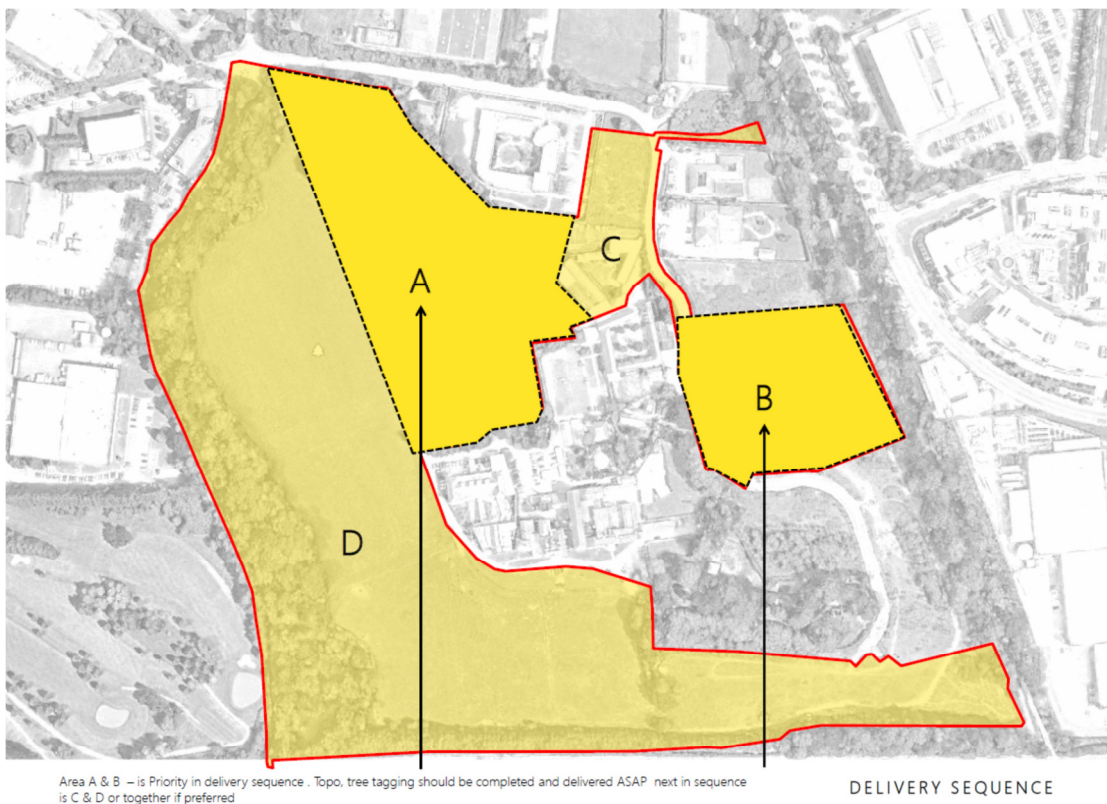 A
C
B
D
Area A & B – is Priority in delivery sequence . Topo, tree tagging should be completed and delivered ASAP next in sequence
is C & D or together if preferred
DELIVERY SEQUENCE